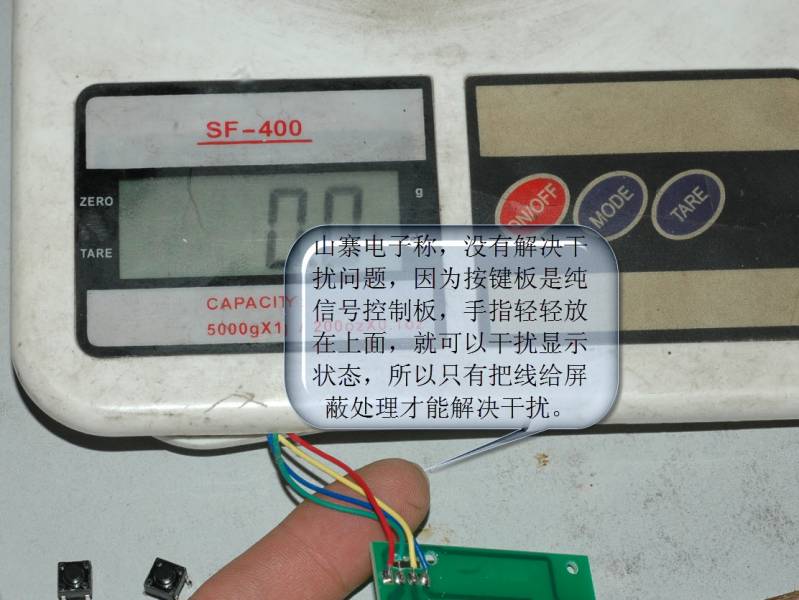 SF-400
ZERO
TARE
g
CAPACITY
5000gX1
200ozX0.1oz
ON/OFF
MODE
TARE
山寨电子称，没有解决干
扰问题，因为按键板是纯
信号控制板，手指轻轻放
在上面，就可以干扰显示
状态，所以只有把线给屏
蔽处理才能解决干扰。